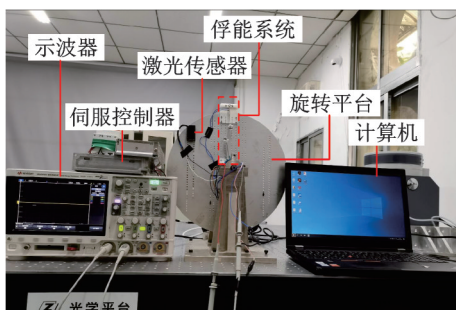 俘能系统
示波器
激光传感器
旋转平台
伺服控制器
计算机
光学平台